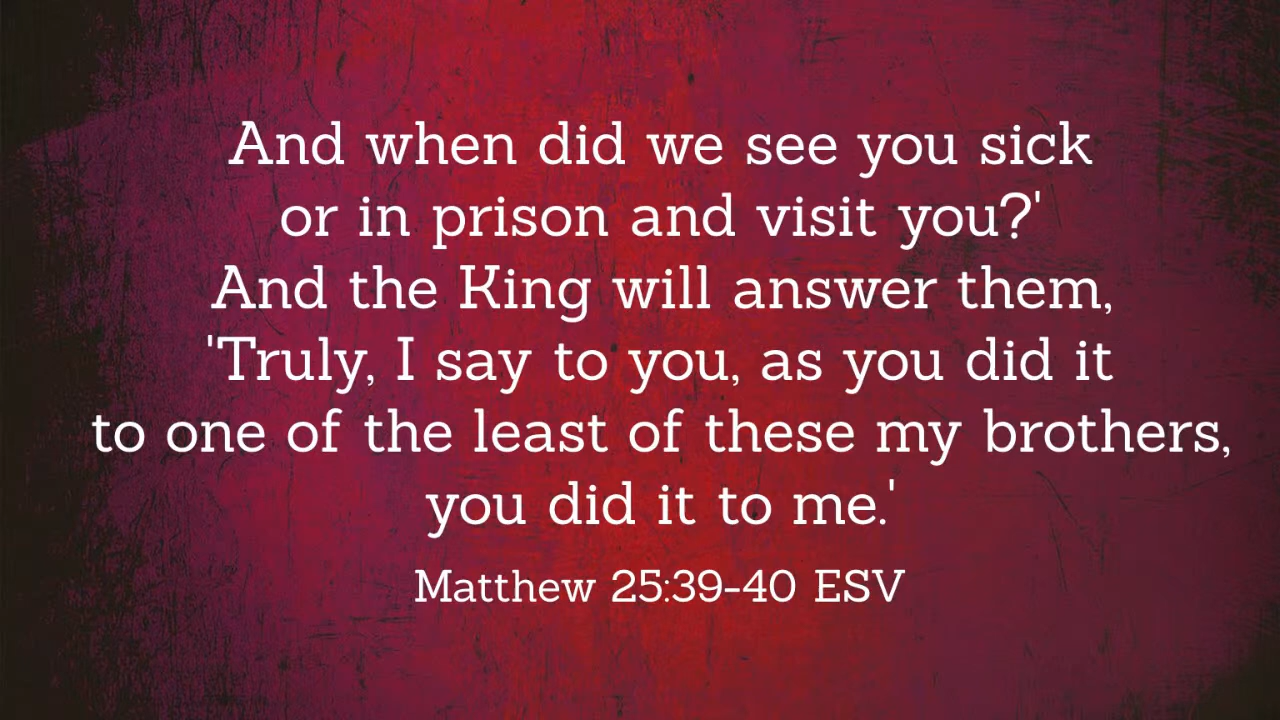 And when did we see you sick
or in prison and visit you?'
And the King will answer them,
'Truly, I say to you, as you did it
to one of the least of these my brothers,
you did it to me.'
Matthew 25:39-40 ESV